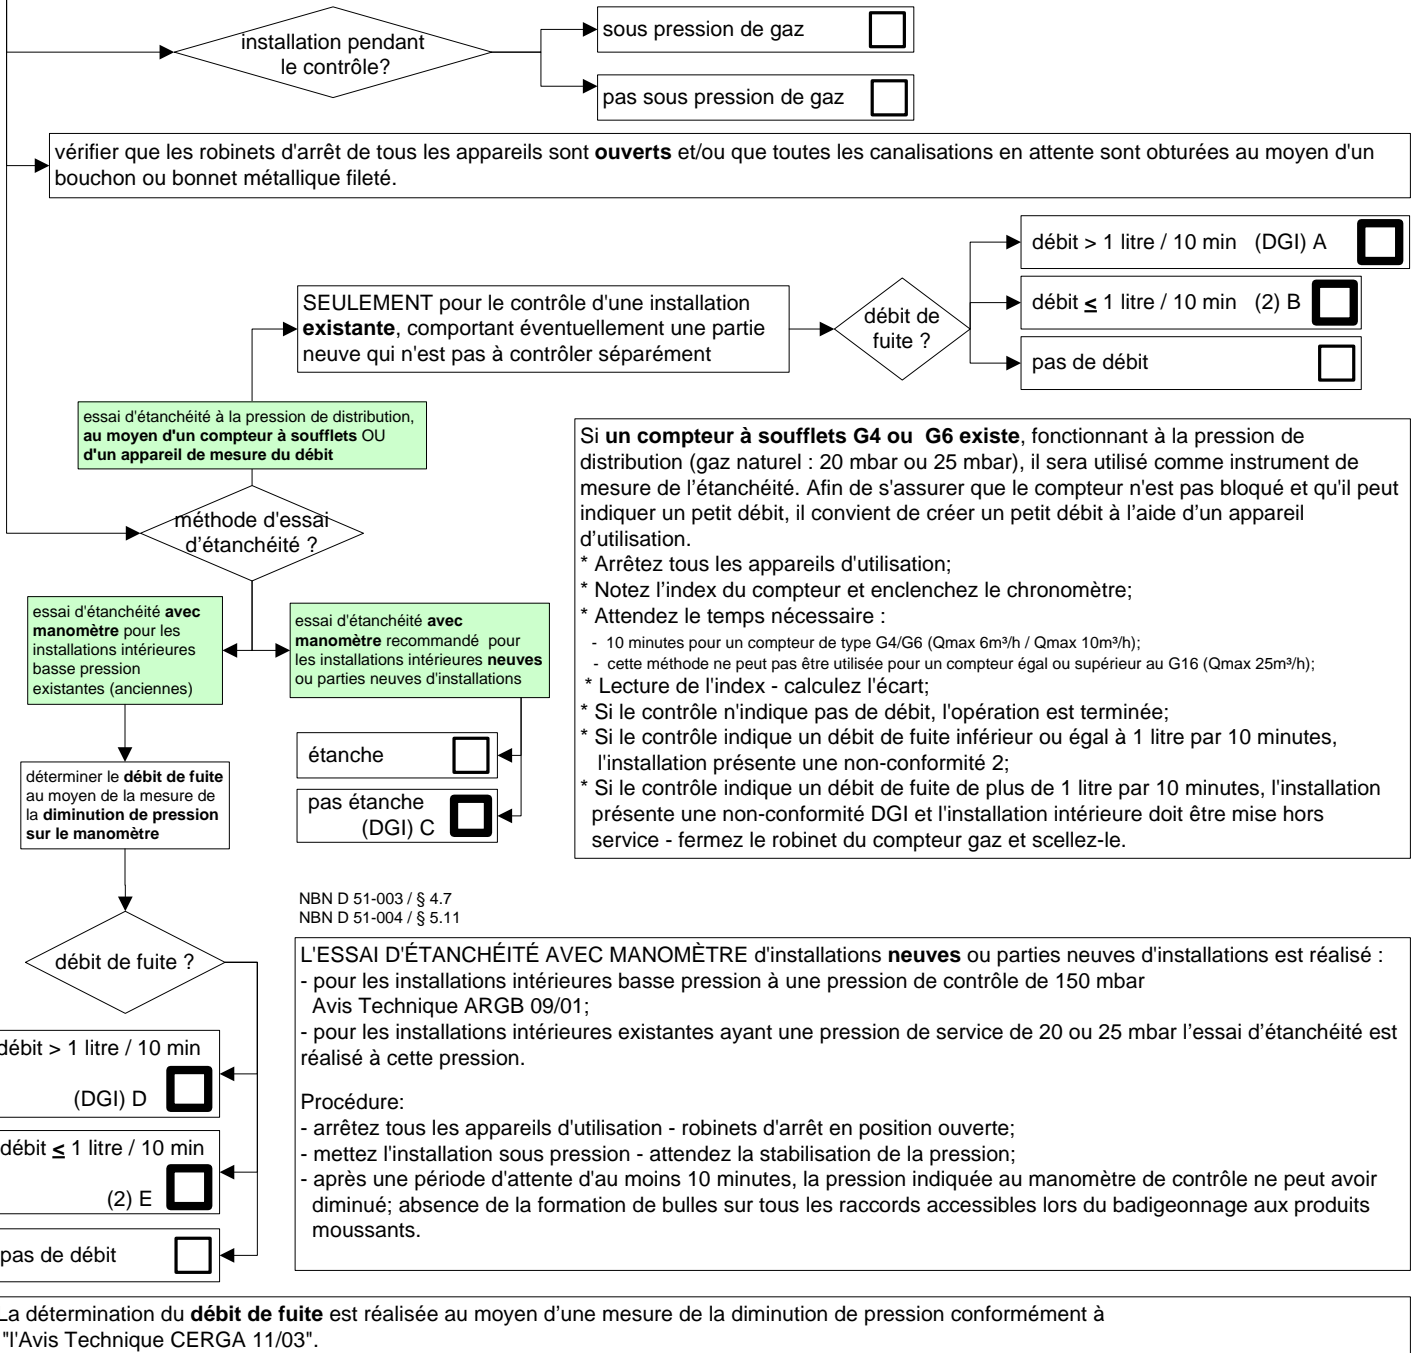 installation pendant
le contrôle?
sous pression de gaz
pas sous pression de gaz
vérifier que les robinets d'arrêt de tous les appareils sont ouverts et/ou que toutes les canalisations en attente sont obturées au moyen d'un
bouchon ou bonnet métallique fileté.
SEULEMENT pour le contrôle d'une installation
existante, comportant éventuellement une partie
neuve qui n'est pas à contrôler séparément
débit de
fuite ?
débit > 1 litre / 10 min (DGI) A
débit ≤ 1 litre / 10 min (2) B
pas de débit
essai d'étanchéité à la pression de distribution,
au moyen d'un compteur à soufflets OU
d'un appareil de mesure du débit
méthode d'essai
d'étanchéité ?
essai d'étanchéité avec
manomètre pour les
installations intérieures
basse pression
existantes (anciennes)
essai d'étanchéité avec
manomètre recommandé pour
les installations intérieures neuves
ou parties neuves d'installations
étanche
pas étanche
(DGI) C
déterminer le débit de fuite
au moyen de la mesure de
la diminution de pression
sur le manomètre
débit de fuite ?
débit > 1 litre / 10 min
(DGI) D
débit ≤ 1 litre / 10 min
(2) E
pas de débit
Si un compteur à soufflets G4 ou G6 existe, fonctionnant à la pression de
distribution (gaz naturel : 20 mbar ou 25 mbar), il sera utilisé comme instrument de
mesure de l'étanchéité. Afin de s'assurer que le compteur n'est pas bloqué et qu'il peut
indiquer un petit débit, il convient de créer un petit débit à l'aide d'un appareil
d'utilisation.
* Arrêtez tous les appareils d'utilisation;
* Notez l'index du compteur et enclenchez le chronomètre;
* Attendez le temps nécessaire :
- 10 minutes pour un compteur de type G4/G6 (Qmax 6m³/h / Qmax 10m³/h);
- cette méthode ne peut pas être utilisée pour un compteur égal ou supérieur au G16 (Qmax 25m³/h);
* Lecture de l'index - calculez l'écart;
* Si le contrôle n'indique pas de débit, l'opération est terminée;
* Si le contrôle indique un débit de fuite inférieur ou égal à 1 litre par 10 minutes,
l'installation présente une non-conformité 2;
* Si le contrôle indique un débit de fuite de plus de 1 litre par 10 minutes, l'installation
présente une non-conformité DGI et l'installation intérieure doit être mise hors
service - fermez le robinet du compteur gaz et scellez-le.
NBN D 51-003 / § 4.7
NBN D 51-004 / § 5.11
L'ESSAI D'ÉTANCHÉITÉ AVEC MANOMÈTRE d'installations neuves ou parties neuves d'installations est réalisé :
- pour les installations intérieures basse pression à une pression de contrôle de 150 mbar
Avis Technique ARGB 09/01;
- pour les installations intérieures existantes ayant une pression de service de 20 ou 25 mbar l'essai d'étanchéité est
réalisé à cette pression.
Procédure:
- arrêtez tous les appareils d'utilisation - robinets d'arrêt en position ouverte;
- mettez l'installation sous pression - attendez la stabilisation de la pression;
- après une période d'attente d'au moins 10 minutes, la pression indiquée au manomètre de contrôle ne peut avoir
diminué; absence de la formation de bulles sur tous les raccords accessibles lors du badigeonnage aux produits
moussants.
La détermination du débit de fuite est réalisée au moyen d'une mesure de la diminution de pression conformément à
"l'Avis Technique CERGA 11/03".